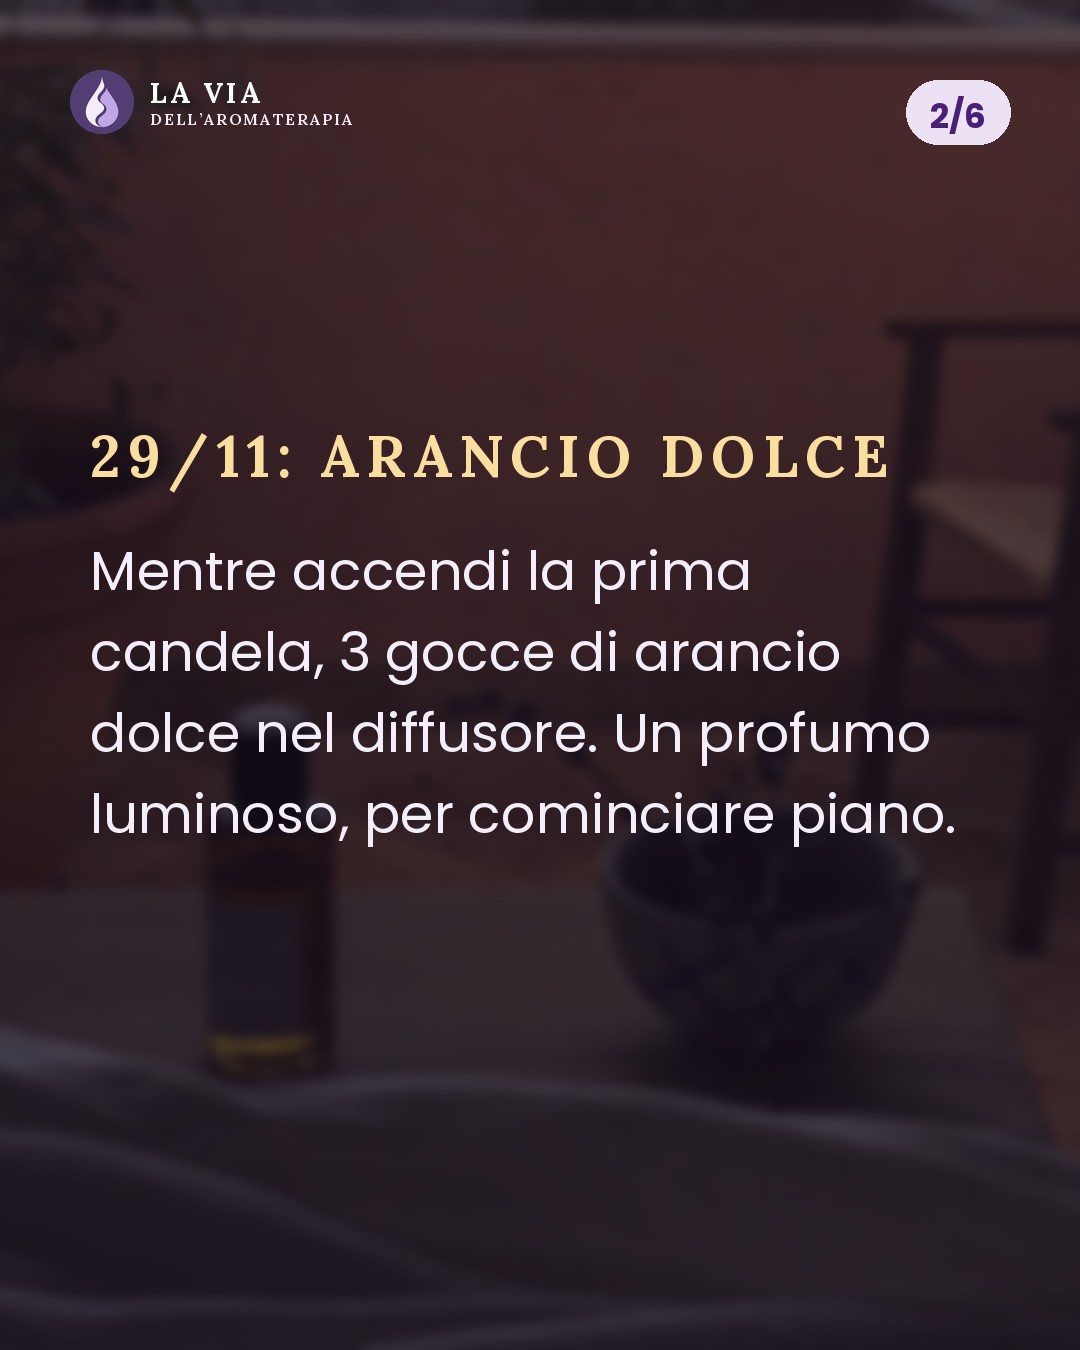 LA VIA
DELL'AROMATERAPIA
2/6
29/11: ARANCIO DOLCE
Mentre accendi la prima
candela, 3 gocce di arancio
dolce nel diffusore. Un profumo
luminoso, per cominciare piano.